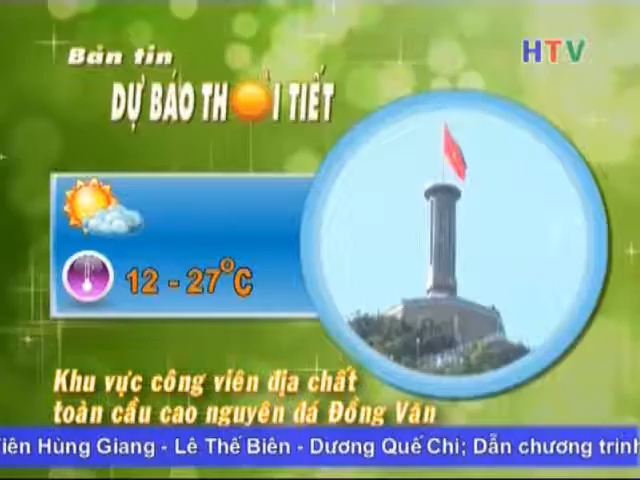 Bản tin
HTV
DỰ BÁO THỜI TIẾT
12 - 27°C
Khu vực công viên địa chất
toàn cầu cao nguyên đá Đồng Văn
Viên Hùng Giang - Lê Thế Biên - Dương Quế Chi; Dẫn chương trình